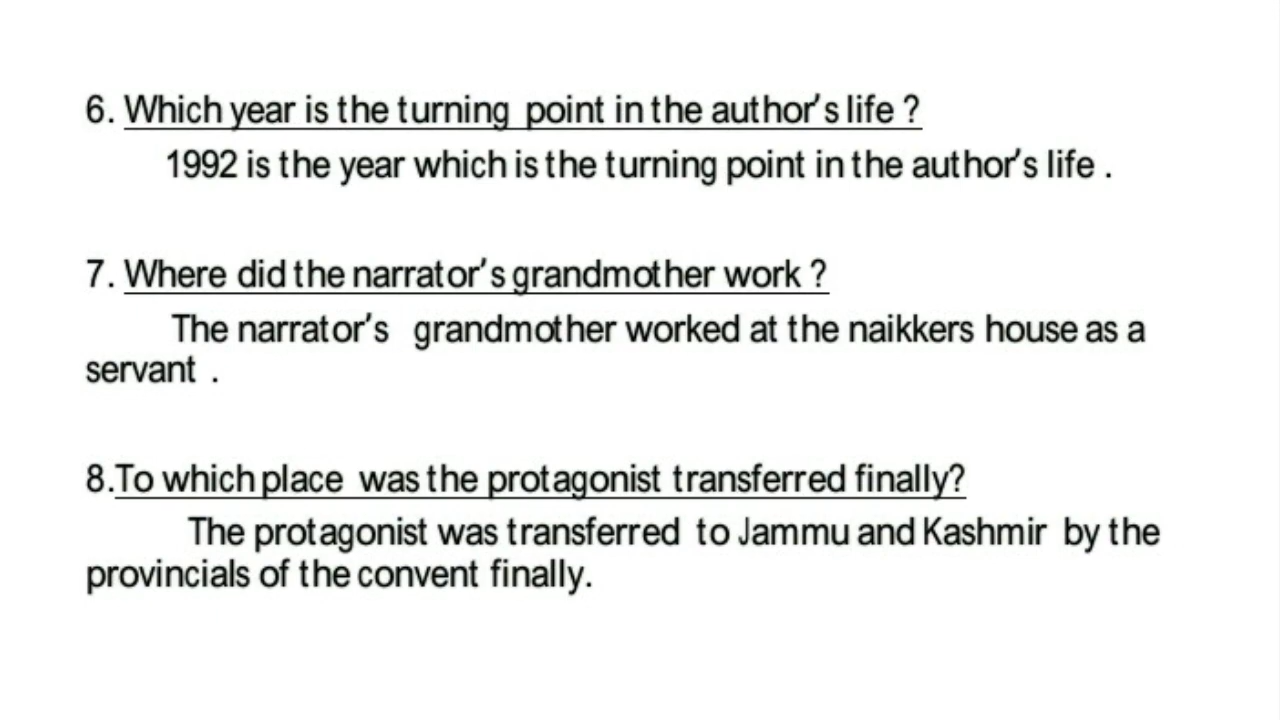 6. Which year is the turning point in the author's life ?
1992 is the year which is the turning point in the author's life .
7. Where did the narrator's grandmother work ?
The narrator's grandmother worked at the naikkers house as a
servant .
8.To which place was the protagonist transferred finally?
The protagonist was transferred to Jammu and Kashmir by the
provincials of the convent finally.